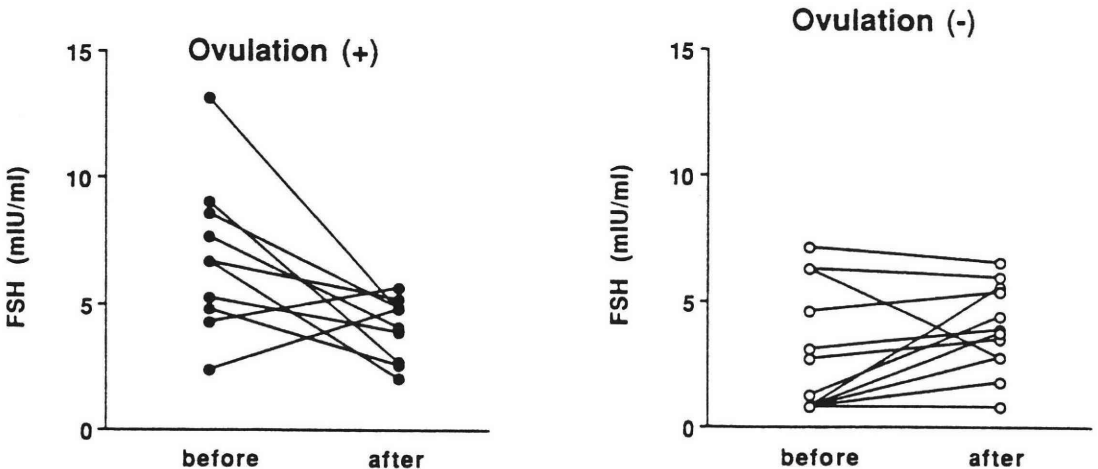 Ovulation (+)
15
10
5
0
FSH (mIU/ml)
before after
Ovulation (-)
15
10
5
0
FSH (mIU/ml)
before after